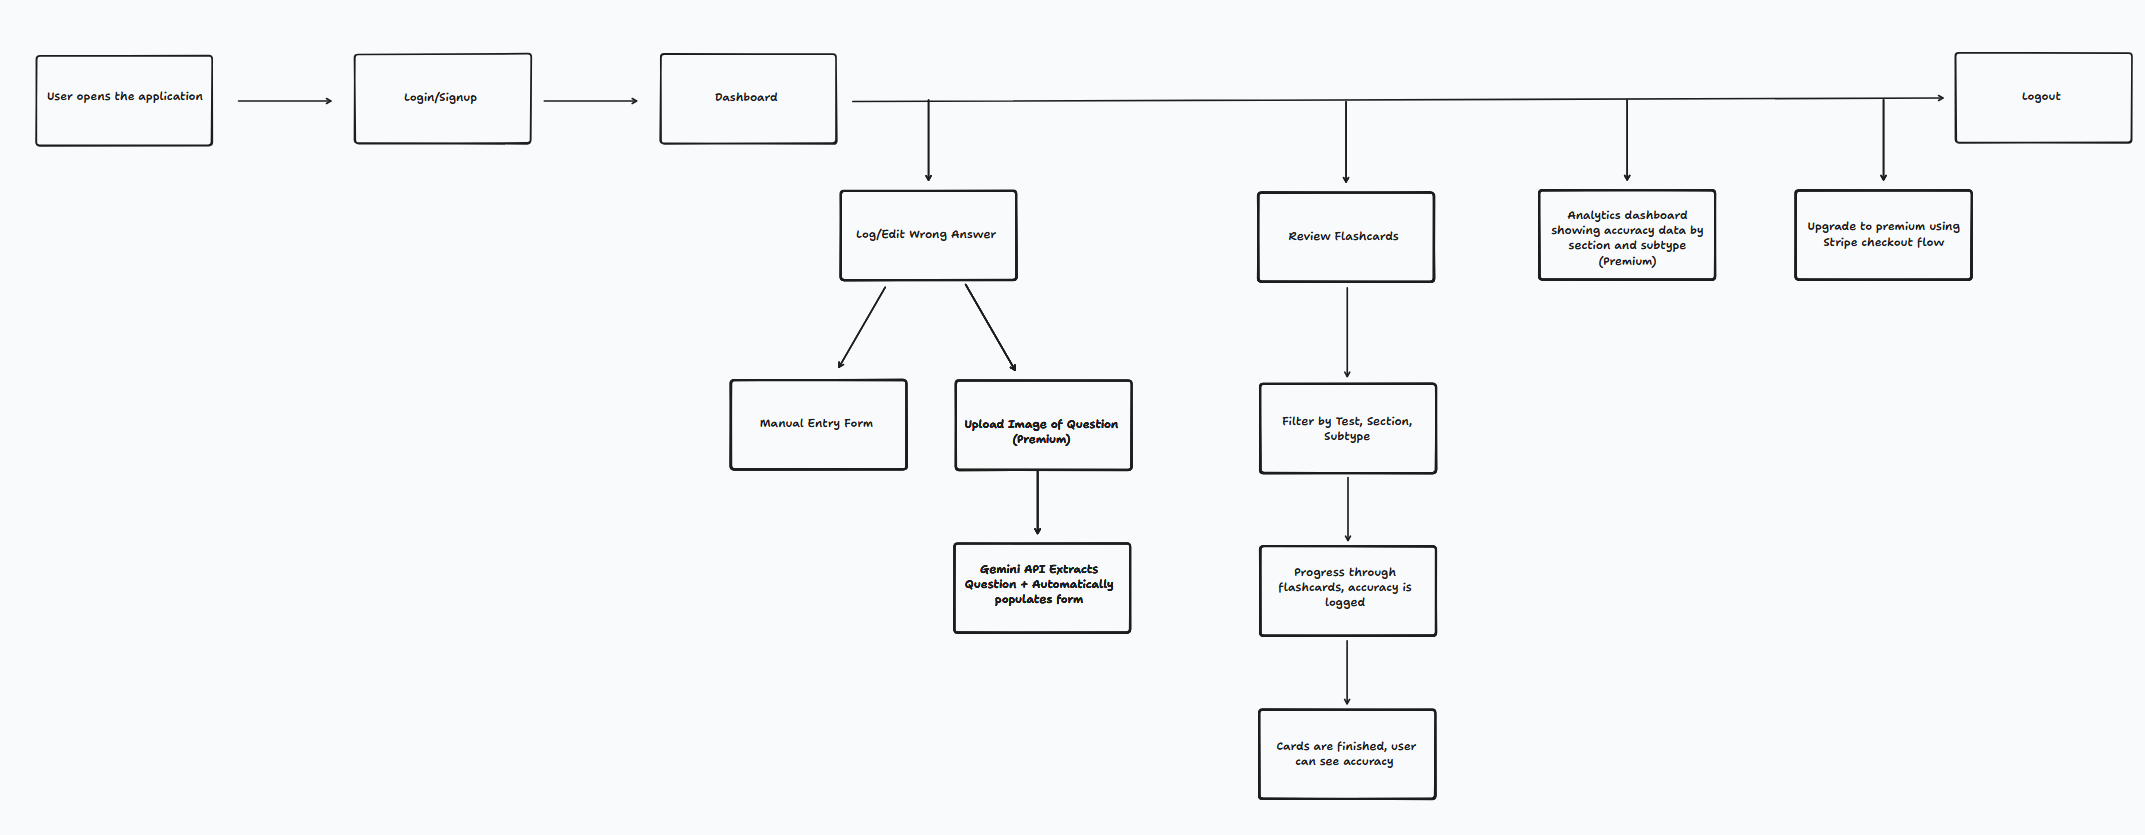 User opens the application
Login/Signup
Dashboard
Logout
Log/Edit Wrong Answer
Review Flashcards
Analytics dashboard
showing accuracy data by
section and subtype
(Premium)
Upgrade to premium using
Stripe checkout flow
Manual Entry Form
Upload Image of Question
(Premium)
Filter by Test, Section,
Subtype
Gemini API Extracts
Question + Automatically
populates form
Progress through
flashcards, accuracy is
logged
Cards are finished, user
can see accuracy